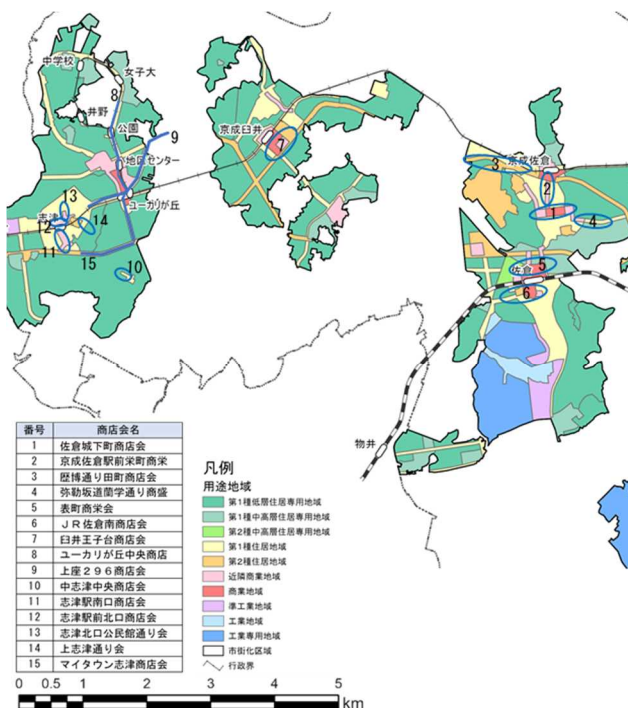 中学校
女子大
8
井野
公園
9
地区センター
13
志津
ユーカリが丘
12
14
11
15
10
京成臼井
7
3
京成佐倉
2
1
4
佐倉
5
6
物井
番号 商店会名
1 佐倉城下町商店会
2 京成佐倉駅前栄町商栄
3 歴博通り田町商店会
4 弥勒坂道蘭学通り商盛
5 表町商栄会
6 JR佐倉南商店会
7 臼井王子台商店会
8 ユーカリが丘中央商店
9 上座296商店会
10 中志津中央商店会
11 志津駅南口商店会
12 志津駅前北口商店会
13 志津北口公民館通り会
14 上志津通り会
15 マイタウン志津商店会
凡例
用途地域
第1種低層住居専用地域
第1種中高層住居専用地域
第2種中高層住居専用地域
第1種住居地域
第2種住居地域
近隣商業地域
商業地域
準工業地域
工業地域
工業専用地域
市街化区域
行政界
0 0.5 1 2 3 4 5
km